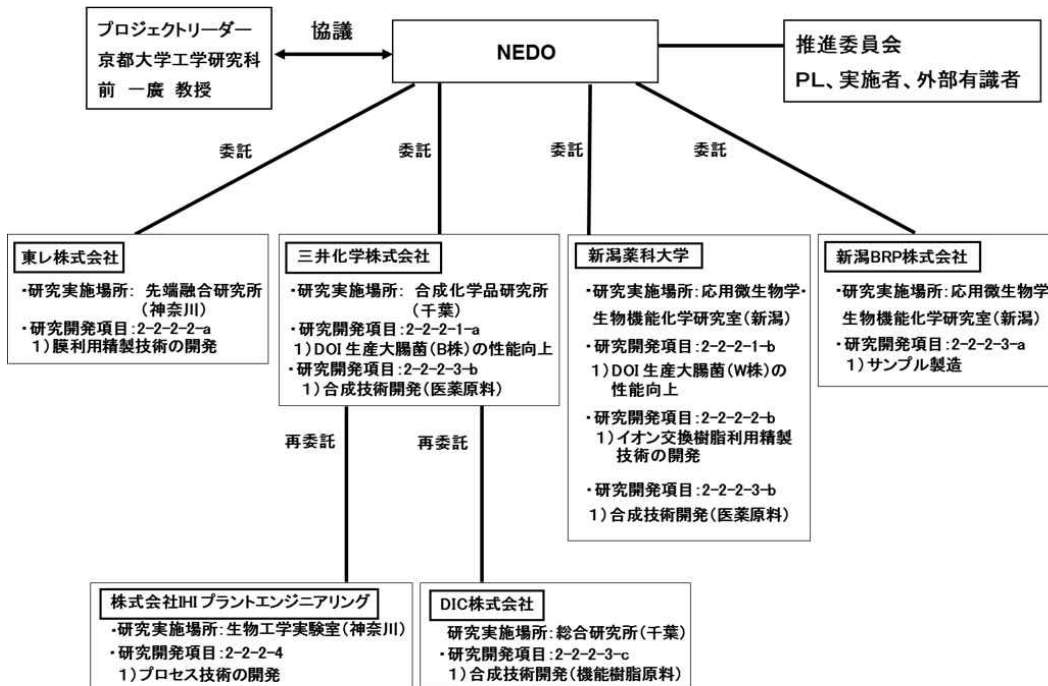 プロジェクトリーダー
京都大学工学研究科
前 一廣 教授
協議
NEDO
推進委員会
PL、実施者、外部有識者
委託
委託
委託
委託
東レ株式会社
・研究実施場所: 先端融合研究所
(神奈川)
・研究開発項目:2-2-2-2-a
1)膜利用精製技術の開発
三井化学株式会社
・研究実施場所: 合成化学品研究所
(千葉)
・研究開発項目:2-2-2-1-a
1)DOI生産大腸菌(B株)の性能向上
・研究開発項目:2-2-2-3-b
1)合成技術開発(医薬原料)
新潟薬科大学
・研究実施場所:応用微生物学・
生物機能化学研究室(新潟)
・研究開発項目:2-2-2-1-b
1)DOI生産大腸菌(W株)の
性能向上
・研究開発項目:2-2-2-2-b
1)イオン交換樹脂利用精製
技術の開発
・研究開発項目:2-2-2-3-b
1)合成技術開発(医薬原料)
新潟BRP株式会社
・研究実施場所:応用微生物学
生物機能化学研究室(新潟)
・研究開発項目:2-2-2-3-a
1)サンプル製造
再委託
再委託
株式会社IHIプラントエンジニアリング
・研究実施場所:生物工学実験室(神奈川)
・研究開発項目:2-2-2-4
1)プロセス技術の開発
DIC株式会社
研究実施場所:総合研究所(千葉)
・研究開発項目:2-2-2-3-c
1)合成技術開発(機能樹脂原料)